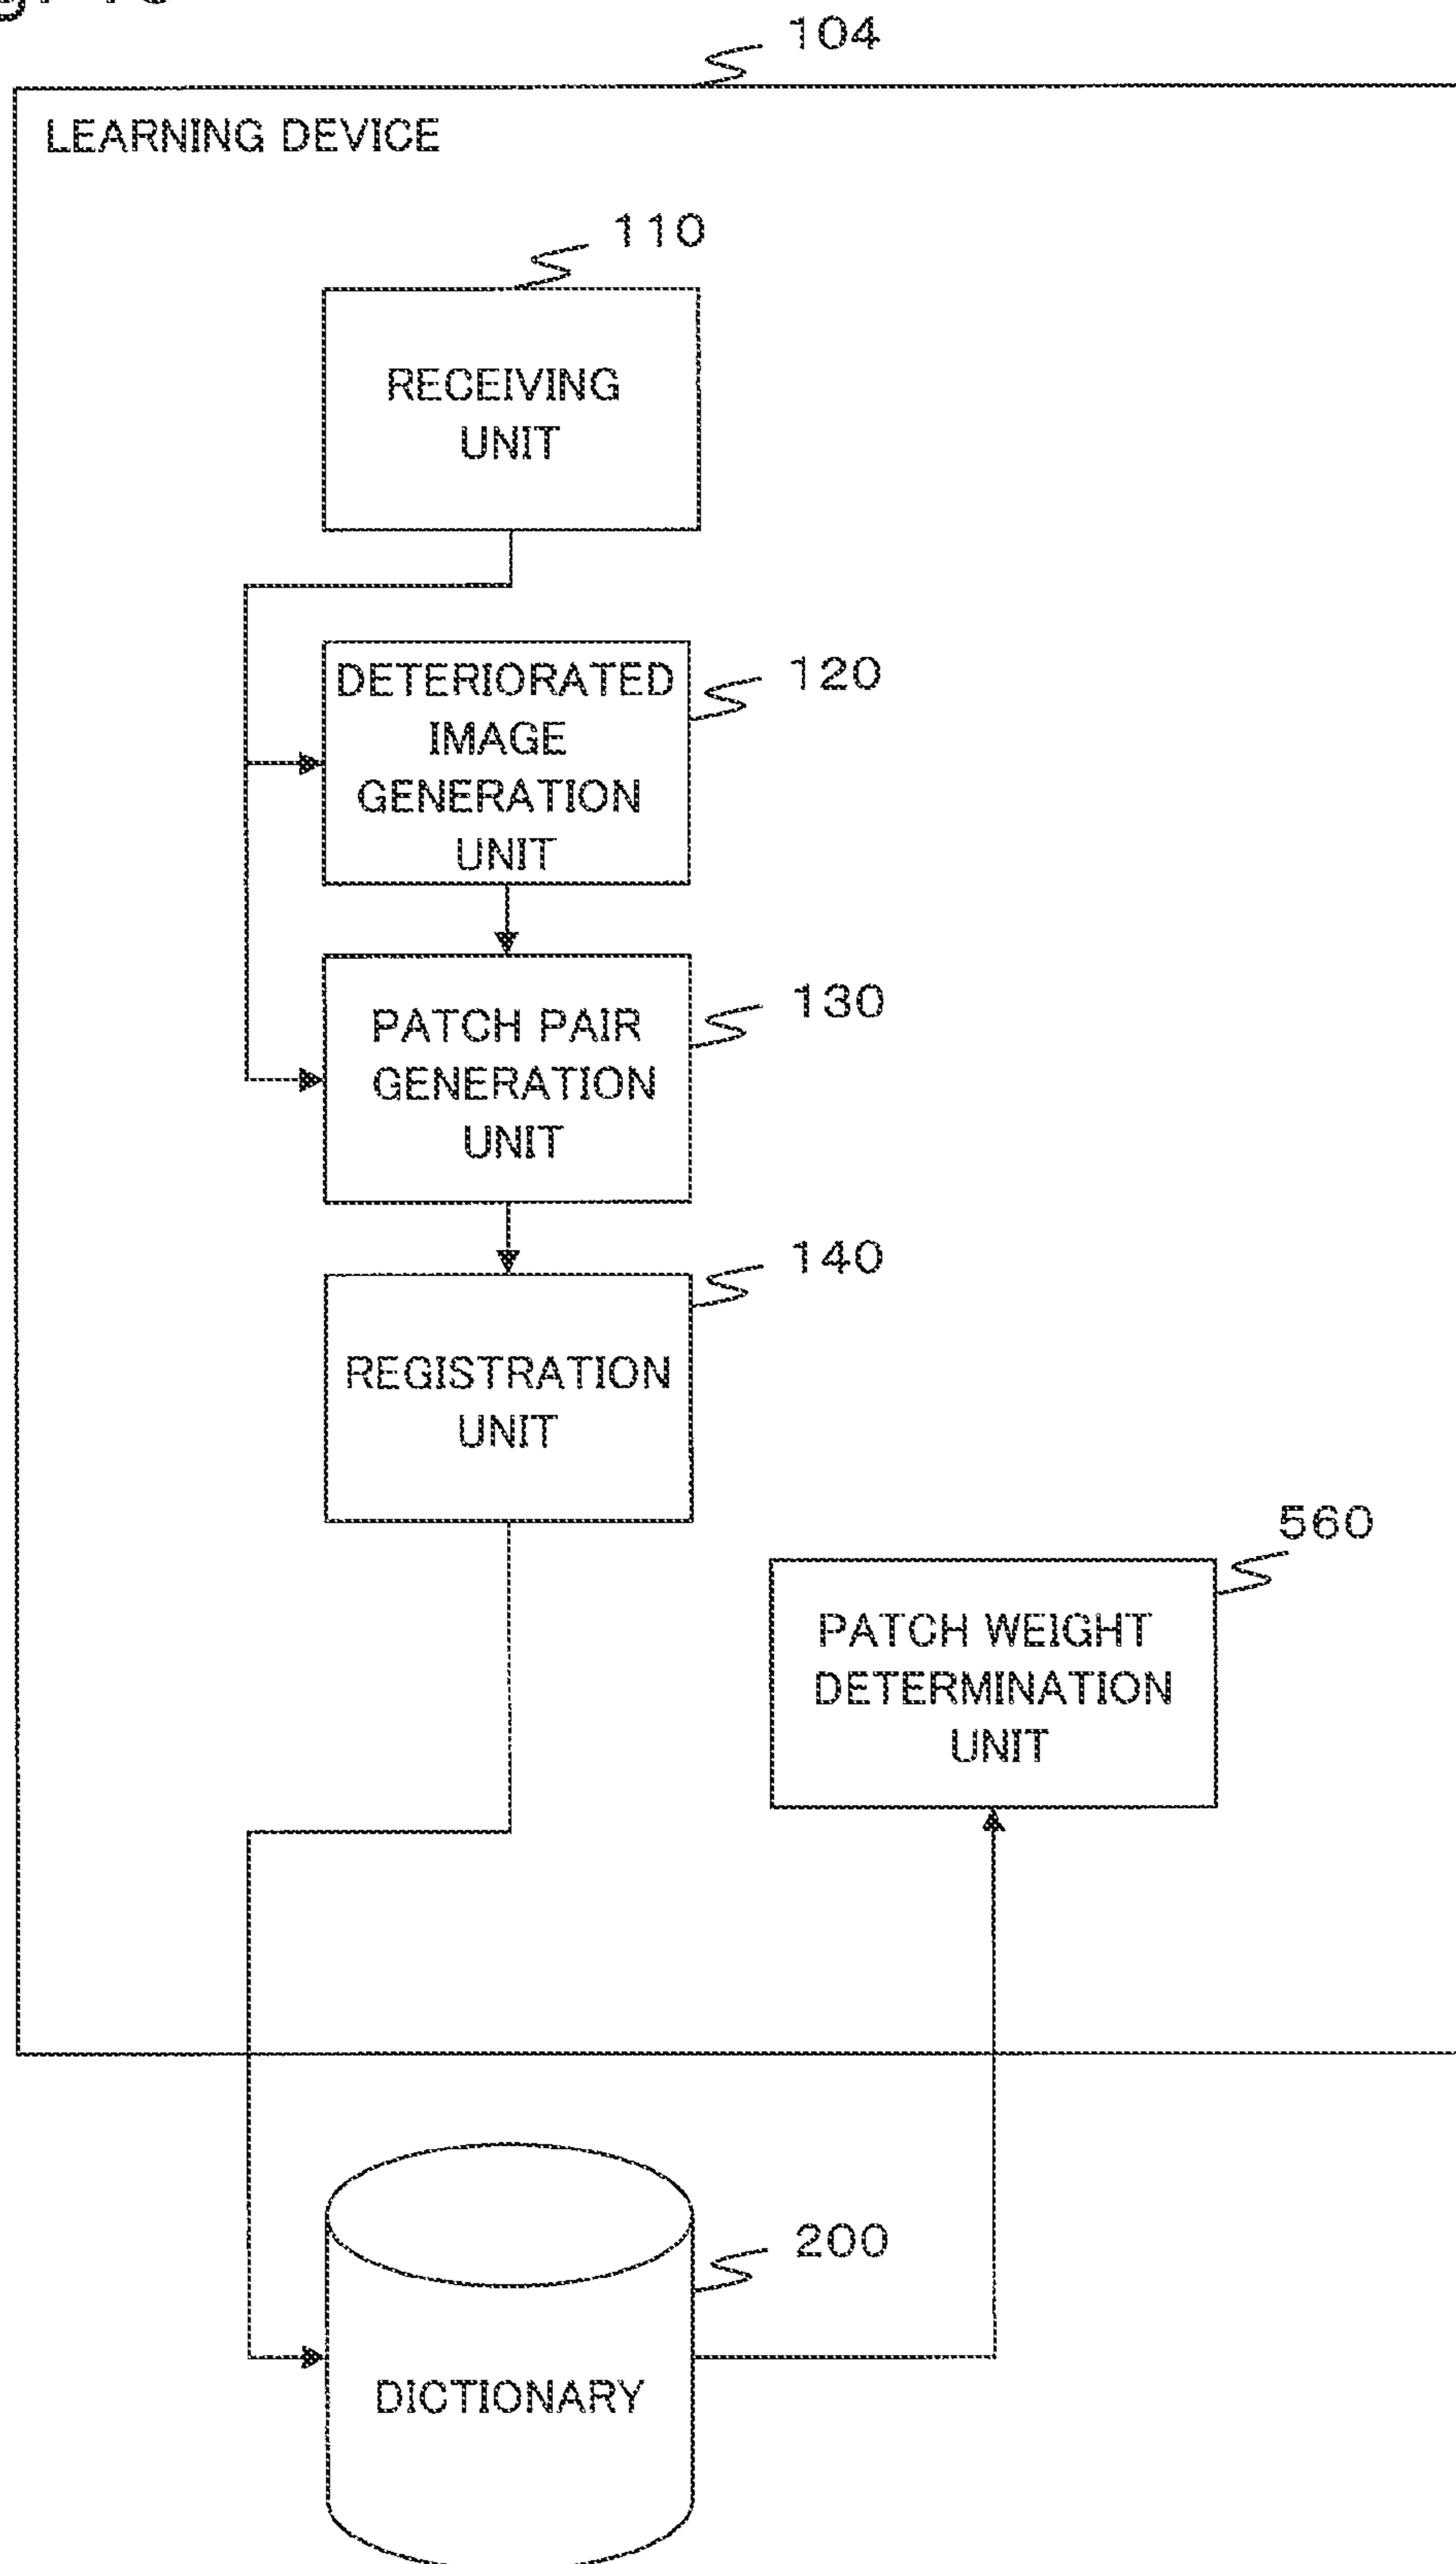 104
LEARNING DEVICE
110
RECEIVING
UNIT
DETERIORATED
IMAGE
GENERATION
UNIT
120
PATCH PAIR
GENERATION
UNIT
130
140
REGISTRATION
UNIT
560
PATCH WEIGHT
DETERMINATION
UNIT
200
DICTIONARY